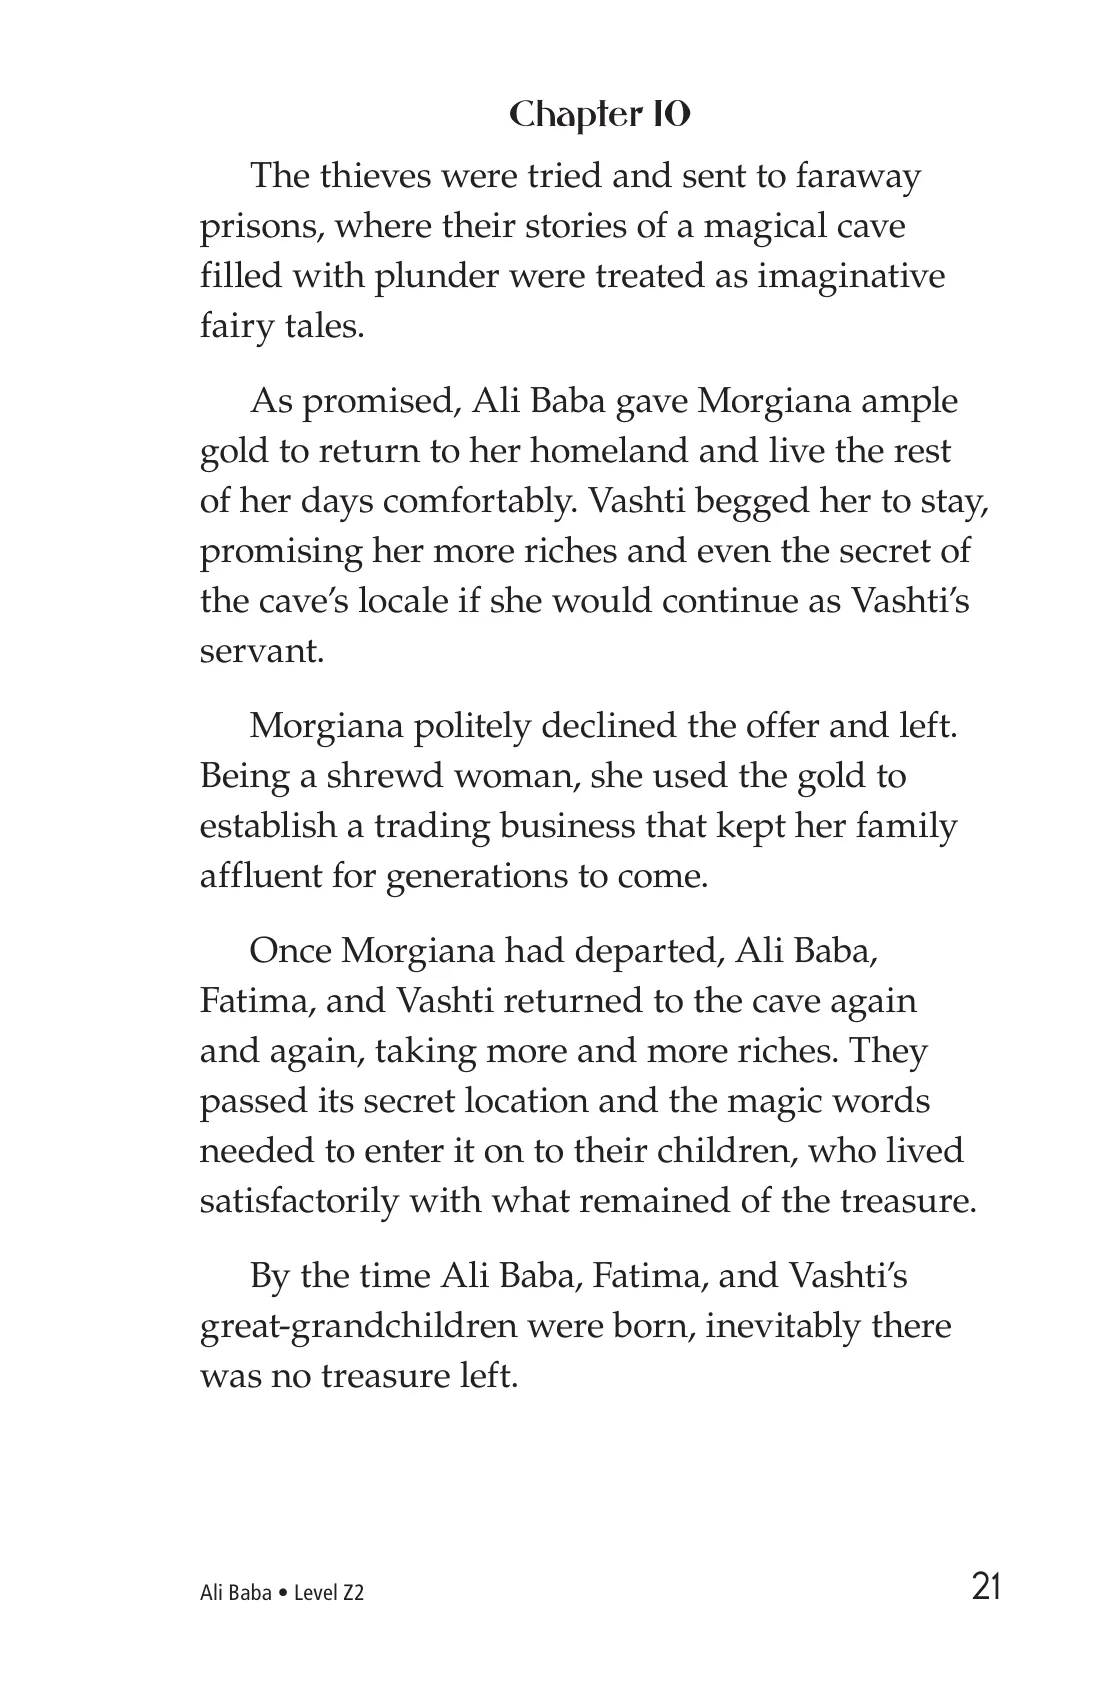 Chapter 10
The thieves were tried and sent to faraway
prisons, where their stories of a magical cave
filled with plunder were treated as imaginative
fairy tales.
As promised, Ali Baba gave Morgiana ample
gold to return to her homeland and live the rest
of her days comfortably. Vashti begged her to stay,
promising her more riches and even the secret of
the cave’s locale if she would continue as Vashti’s
servant.
Morgiana politely declined the offer and left.
Being a shrewd woman, she used the gold to
establish a trading business that kept her family
affluent for generations to come.
Once Morgiana had departed, Ali Baba,
Fatima, and Vashti returned to the cave again
and again, taking more and more riches. They
passed its secret location and the magic words
needed to enter it on to their children, who lived
satisfactorily with what remained of the treasure.
By the time Ali Baba, Fatima, and Vashti’s
great-grandchildren were born, inevitably there
was no treasure left.
Ali Baba • Level Z2
21